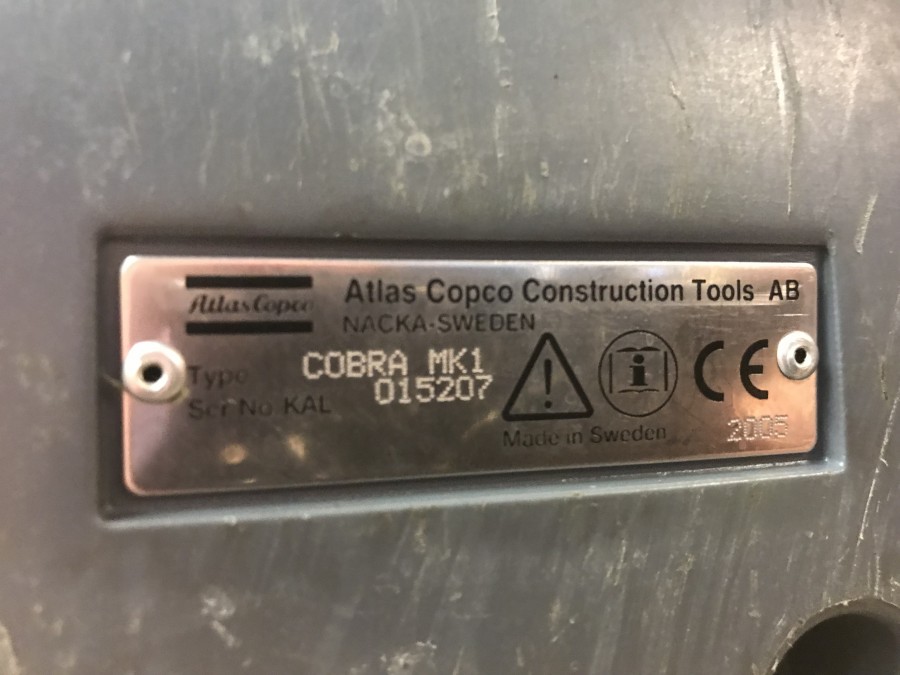 Atlas Copco
Atlas Copco Construction Tools AB
NACKA-SWEDEN
Type COBRA MK1
Ser No KAL 015207
i
CE
Made in Sweden
2005